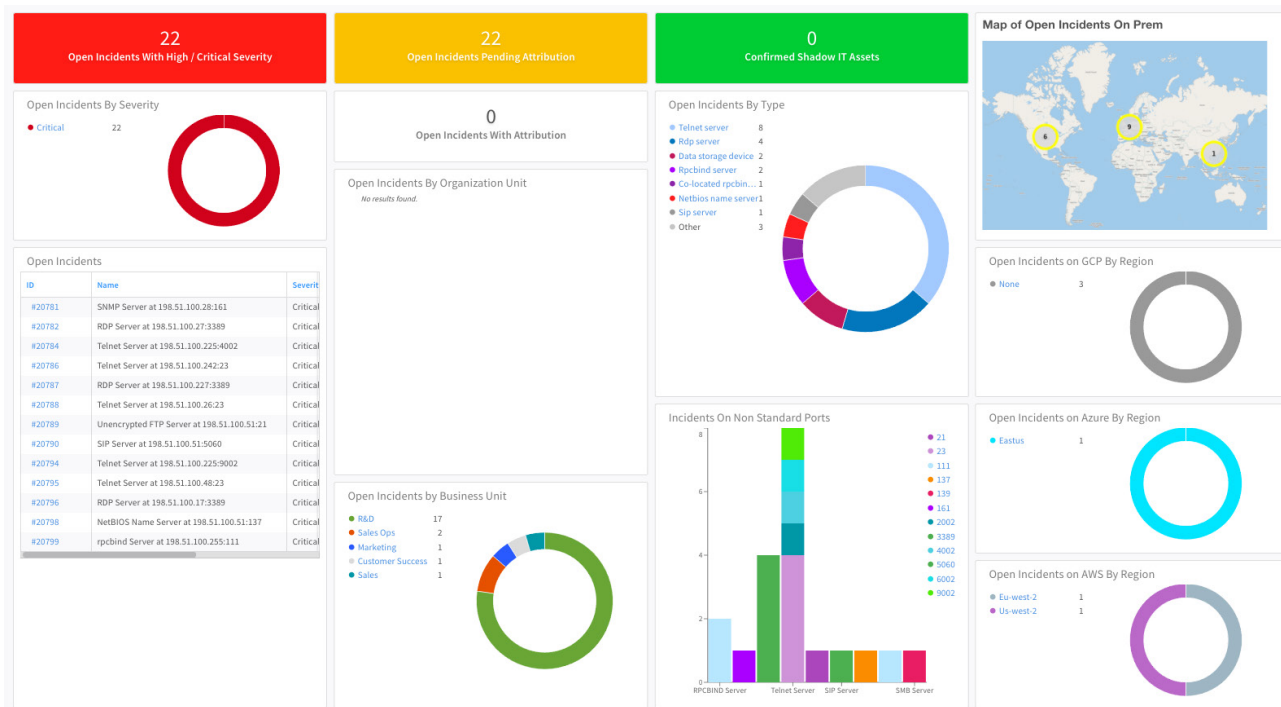 22
Open Incidents With High / Critical Severity
22
Open Incidents Pending Attribution
0
Confirmed Shadow IT Assets
Map of Open Incidents On Prem
6
9
1
Open Incidents By Severity
Critical 22
0
Open Incidents With Attribution
Open Incidents By Type
Telnet server 8
Rdp server 4
Data storage device 2
Rpcbind server 2
Co-located rpcbin... 1
Netbios name server 1
Sip server 1
Other 3
Open Incidents By Organization Unit
No results found.
Open Incidents
ID Name Severit
#20781 SNMP Server at 198.51.100.28:161 Critical
#20782 RDP Server at 198.51.100.27:3389 Critical
#20784 Telnet Server at 198.51.100.225:4002 Critical
#20786 Telnet Server at 198.51.100.242:23 Critical
#20787 RDP Server at 198.51.100.227:3389 Critical
#20788 Telnet Server at 198.51.100.26:23 Critical
#20789 Unencrypted FTP Server at 198.51.100.51:21 Critical
#20790 SIP Server at 198.51.100.51:5060 Critical
#20794 Telnet Server at 198.51.100.225:9002 Critical
#20795 Telnet Server at 198.51.100.48:23 Critical
#20796 RDP Server at 198.51.100.17:3389 Critical
#20798 NetBIOS Name Server at 198.51.100.51:137 Critical
#20799 rpcbind Server at 198.51.100.255:111 Critical
Open Incidents by Business Unit
R&D 17
Sales Ops 2
Marketing 1
Customer Success 1
Sales 1
Incidents On Non Standard Ports
8
6
4
2
0
RPCBIND Server Telnet Server SIP Server SMB Server
21
23
111
137
139
161
2002
3389
4002
5060
6002
9002
Open Incidents on GCP By Region
None 3
Open Incidents on Azure By Region
Eastus 1
Open Incidents on AWS By Region
Eu-west-2 1
Us-west-2 1